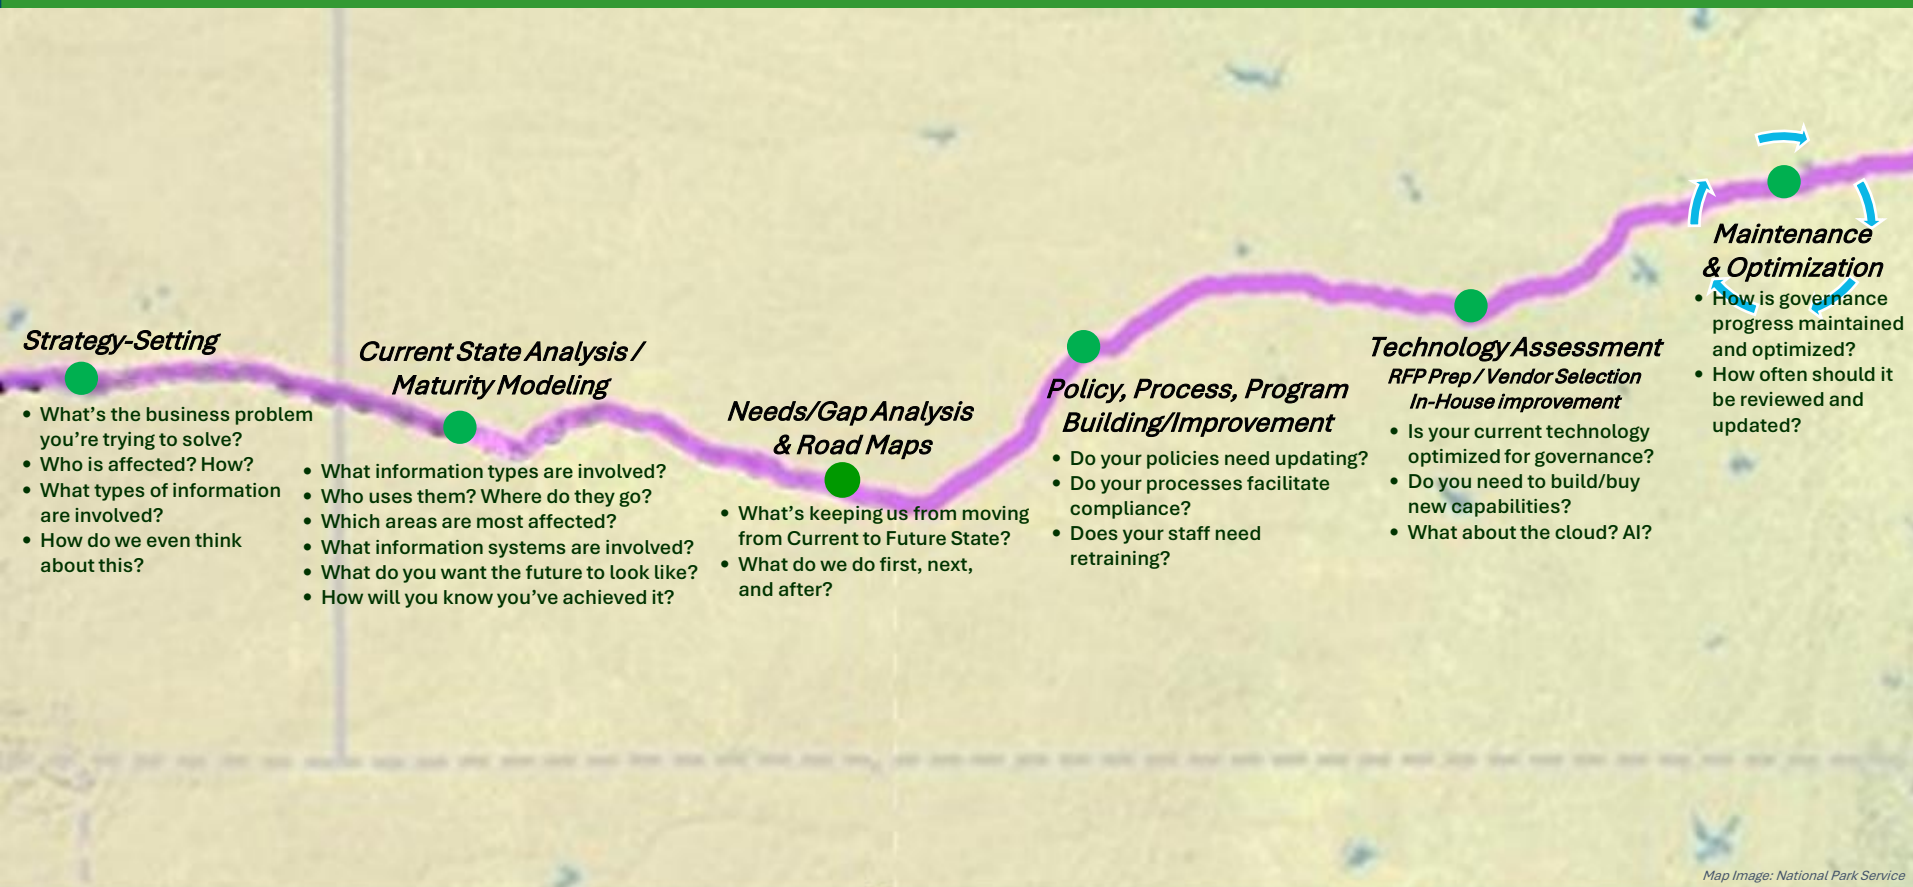 Strategy-Setting
• What's the business problem
you're trying to solve?
• Who is affected? How?
• What types of information
are involved?
• How do we even think
about this?
Current State Analysis /
Maturity Modeling
• What information types are involved?
• Who uses them? Where do they go?
• Which areas are most affected?
• What information systems are involved?
• What do you want the future to look like?
• How will you know you've achieved it?
Needs/Gap Analysis
& Road Maps
• What's keeping us from moving
from Current to Future State?
• What do we do first, next,
and after?
Policy, Process, Program
Building/Improvement
• Do your policies need updating?
• Do your processes facilitate
compliance?
• Does your staff need
retraining?
Technology Assessment
RFP Prep / Vendor Selection
In-House improvement
• Is your current technology
optimized for governance?
• Do you need to build/buy
new capabilities?
• What about the cloud? AI?
Maintenance
& Optimization
• How is governance
progress maintained
and optimized?
• How often should it
be reviewed and
updated?
Map Image: National Park Service